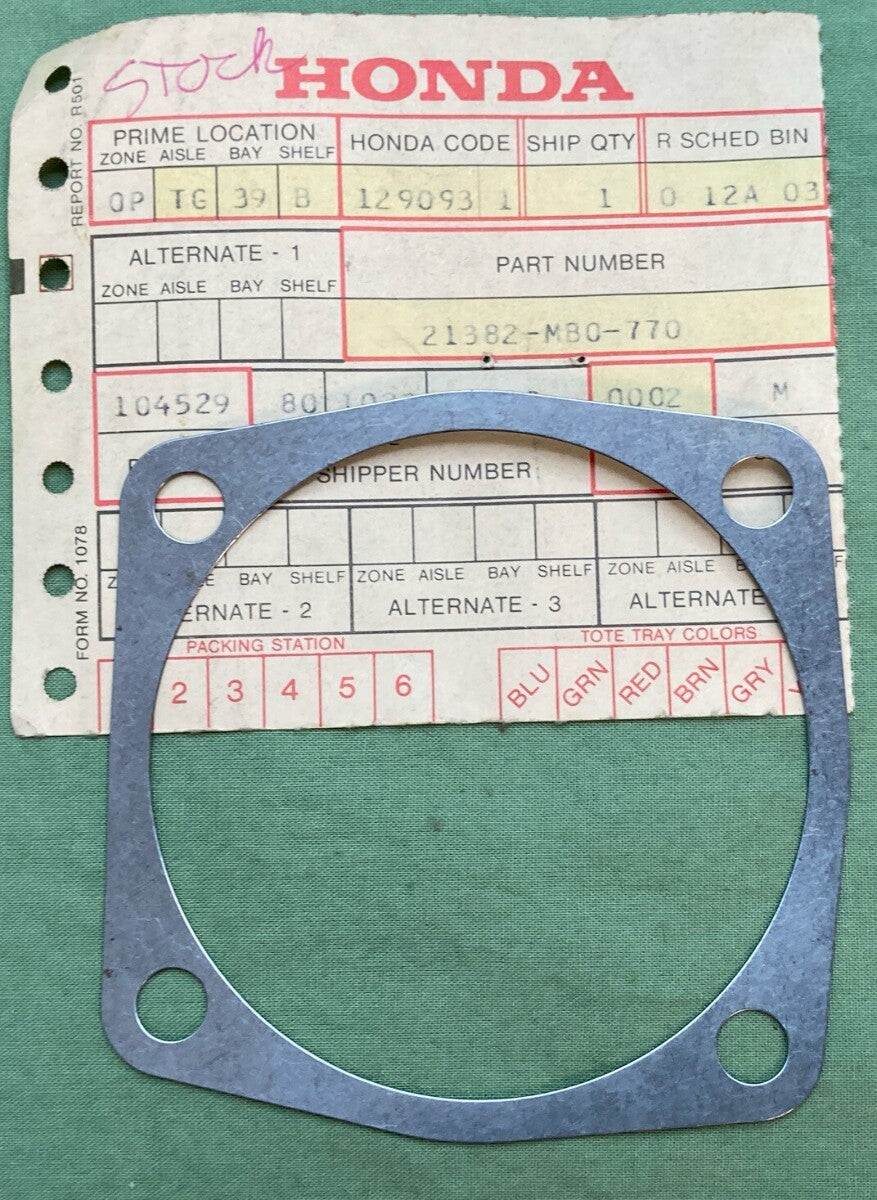 Stock HONDA
REPORT NO. R501
PRIME LOCATION HONDA CODE SHIP QTY R SCHED BIN
ZONE AISLE BAY SHELF
OP TG 39 B 129093 1 1 0 12A 03
ALTERNATE - 1 PART NUMBER
ZONE AISLE BAY SHELF
21382-MB0-770
104529 80 0002 M
SHIPPER NUMBER
FORM NO. 1078
BAY SHELF ZONE AISLE BAY SHELF ZONE AISLE
ERNATE - 2 ALTERNATE - 3 ALTERNATE
PACKING STATION TOTE TRAY COLORS
2 3 4 5 6 BLU GRN RED BRN GRY